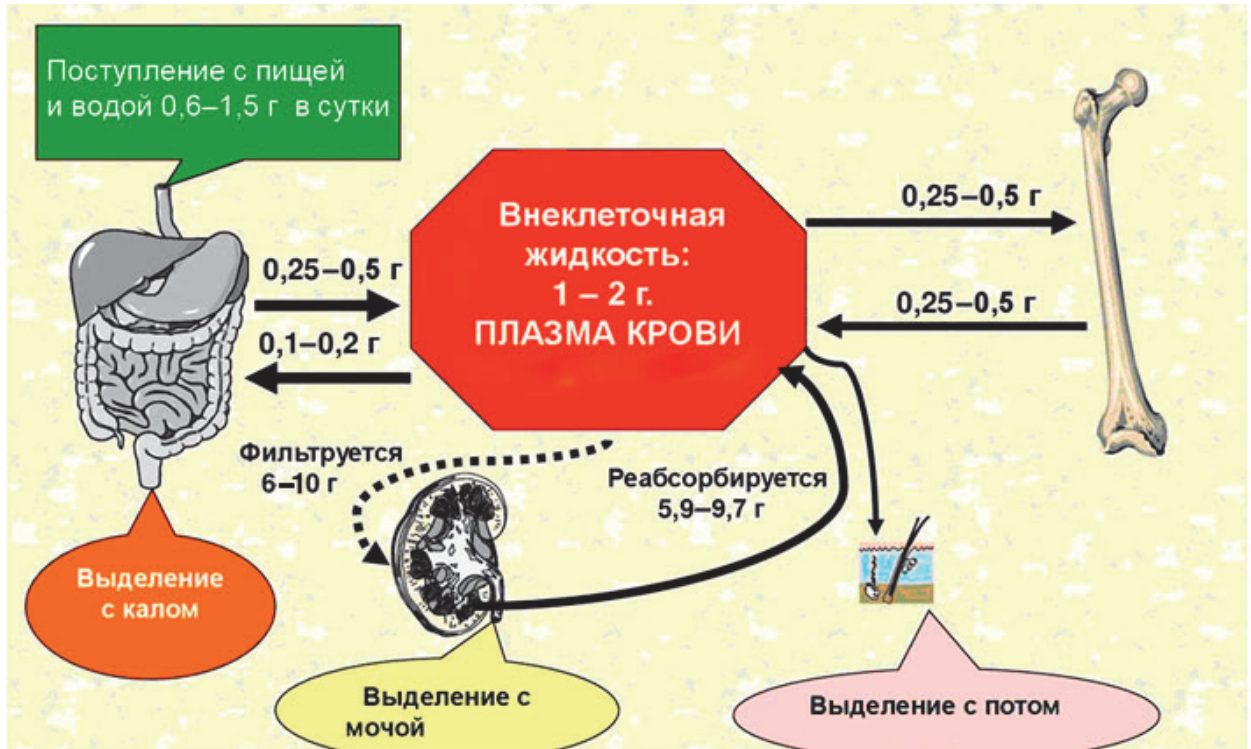 Поступление с пищей
и водой 0,6–1,5 г в сутки
Внеклеточная
жидкость:
1 – 2 г.
ПЛАЗМА КРОВИ
0,25–0,5 г
0,1–0,2 г
0,25–0,5 г
0,25–0,5 г
Фильтруется
6–10 г
Реабсорбируется
5,9–9,7 г
Выделение
с калом
Выделение с
мочой
Выделение с потом